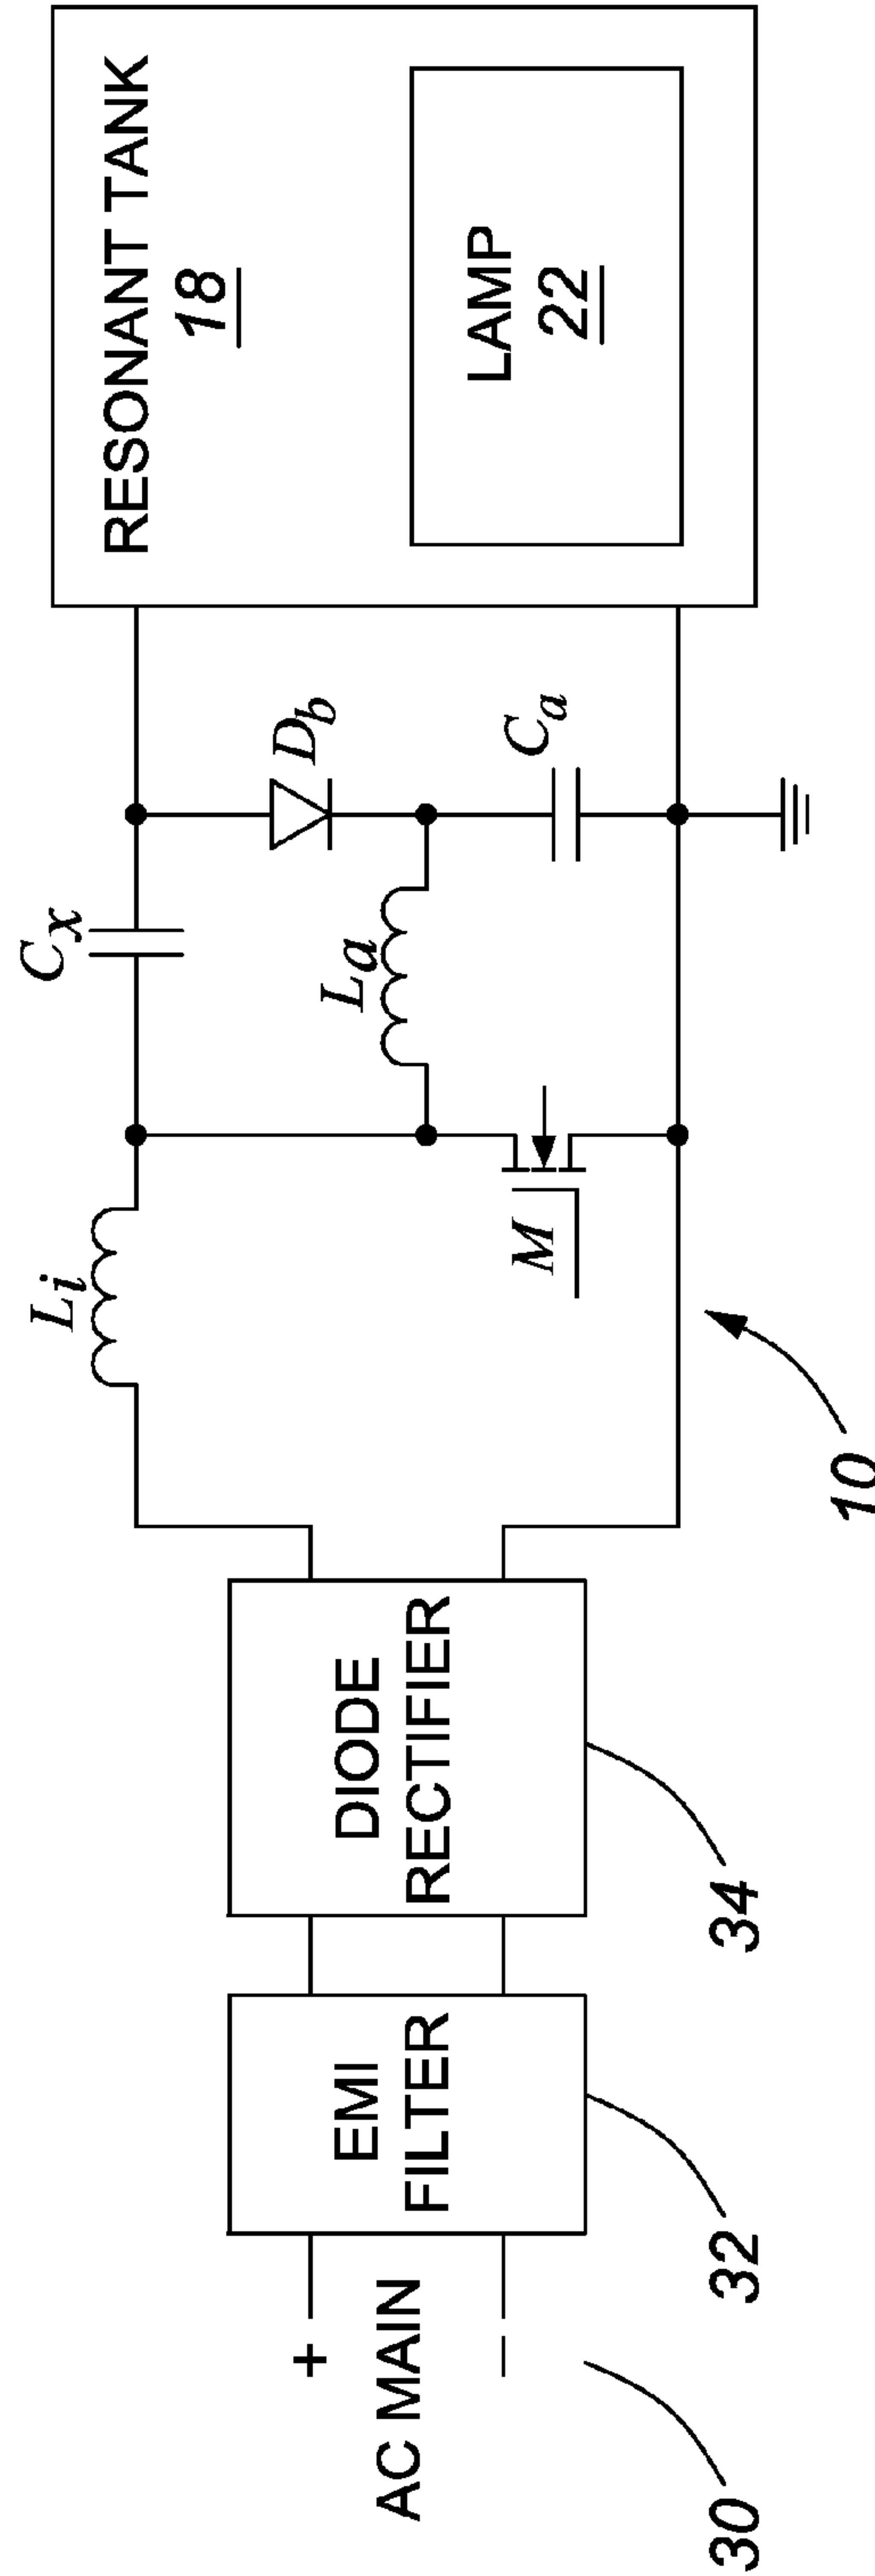 RESONANT TANK
18
LAMP
22
Cx
Db
Ca
La
Li
M
10
DIODE
RECTIFIER
34
EMI
FILTER
32
+
AC MAIN
–
30